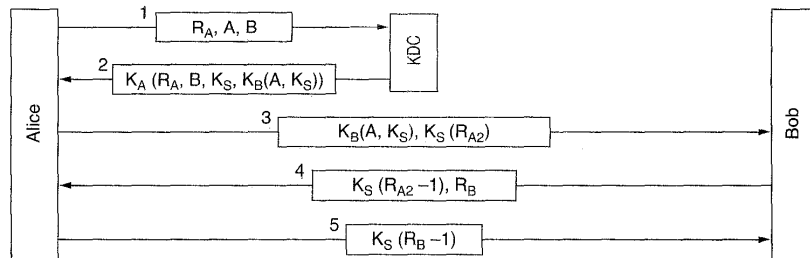 1
R_A, A, B
2
K_A (R_A, B, K_S, K_B(A, K_S))
KDC
Alice
Bob
3
K_B(A, K_S), K_S (R_A2)
4
K_S (R_A2 –1), R_B
5
K_S (R_B –1)